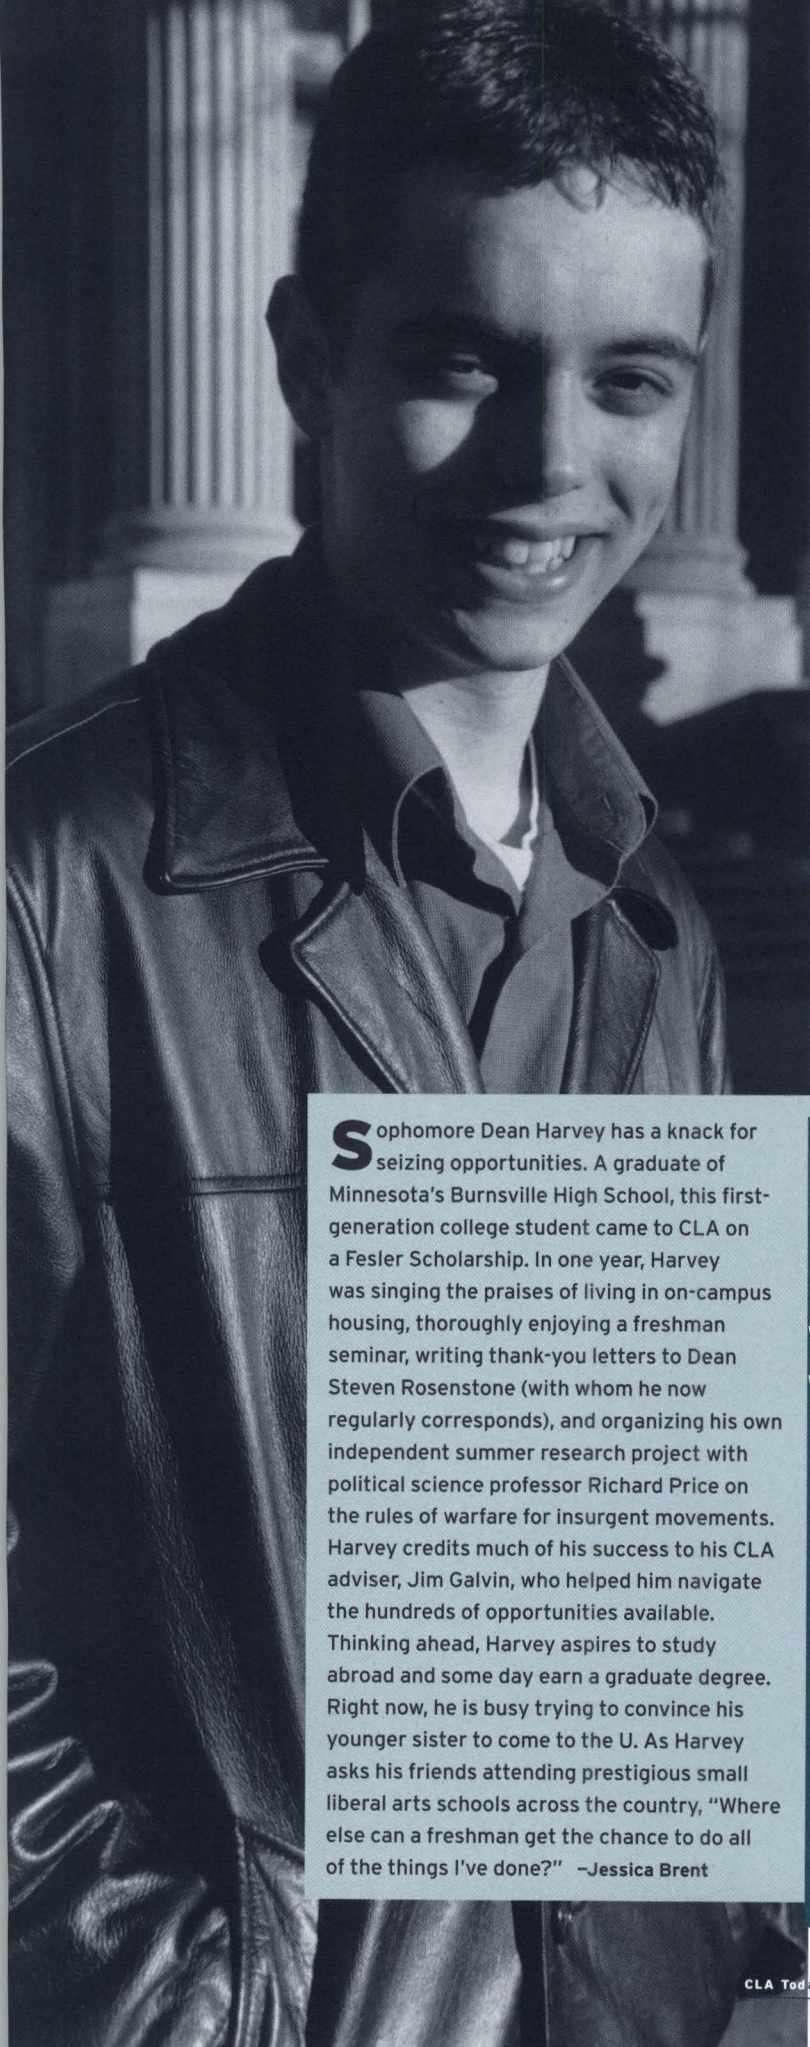 Sophomore Dean Harvey has a knack for
seizing opportunities. A graduate of
Minnesota's Burnsville High School, this first-
generation college student came to CLA on
a Fesler Scholarship. In one year, Harvey
was singing the praises of living in on-campus
housing, thoroughly enjoying a freshman
seminar, writing thank-you letters to Dean
Steven Rosenstone (with whom he now
regularly corresponds), and organizing his own
independent summer research project with
political science professor Richard Price on
the rules of warfare for insurgent movements.
Harvey credits much of his success to his CLA
adviser, Jim Galvin, who helped him navigate
the hundreds of opportunities available.
Thinking ahead, Harvey aspires to study
abroad and some day earn a graduate degree.
Right now, he is busy trying to convince his
younger sister to come to the U. As Harvey
asks his friends attending prestigious small
liberal arts schools across the country, “Where
else can a freshman get the chance to do all
of the things I've done?” –Jessica Brent
CLA Tod